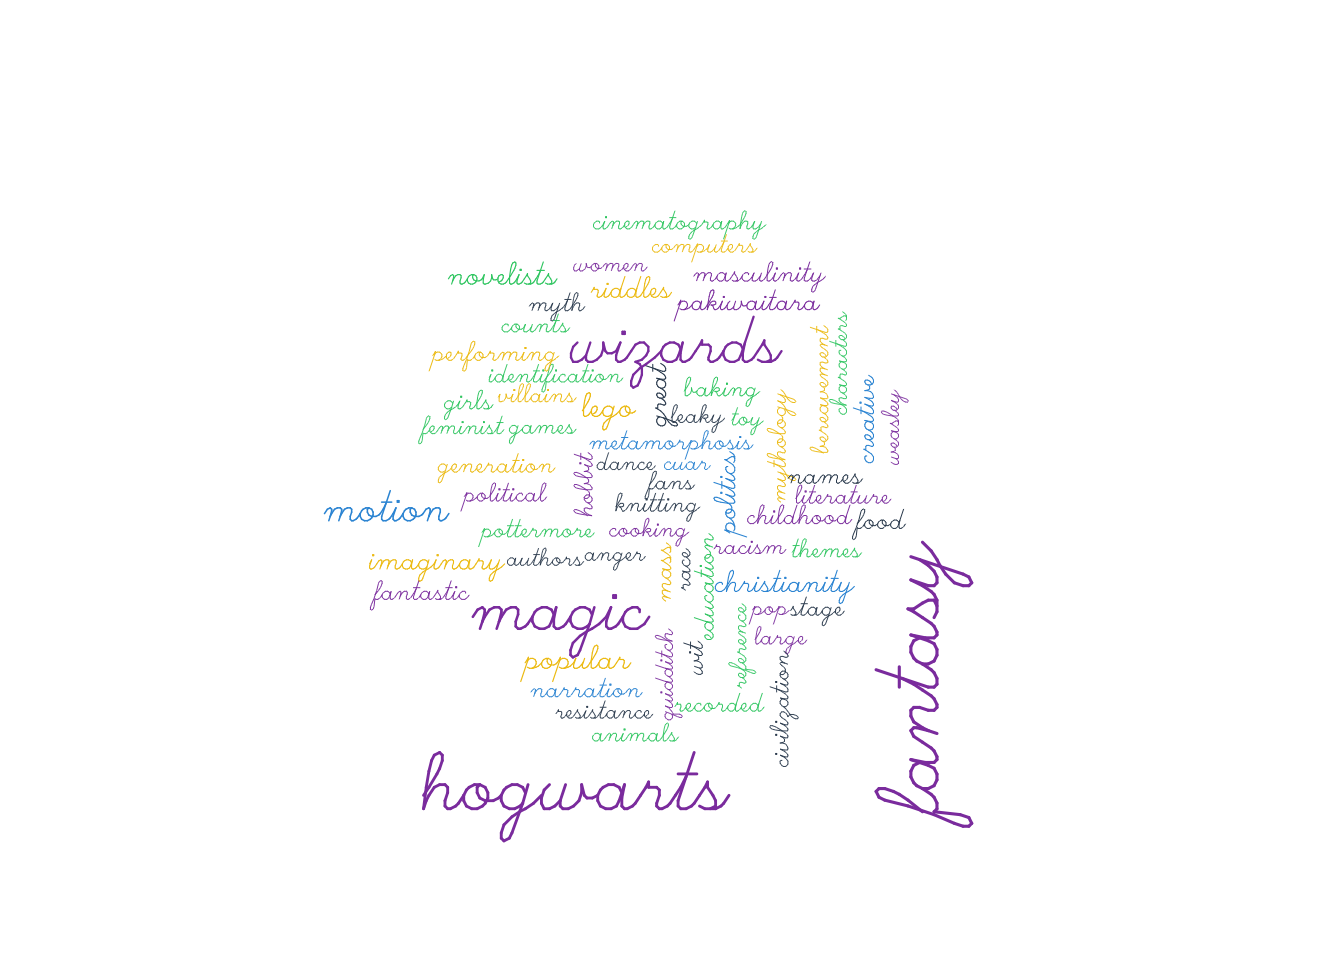 cinematography
computers
women
novelists
masculinity
riddles
myth
pakiwaitara
counts
wizards
performing
identification
great
baking
villains
girls
lego
leaky
toy
feminist games
metamorphosis
mythology
bereavement
characters
creative
weasley
generation
hobbit
dance
cuar
politics
fans
names
political
literature
motion
knitting
childhood
food
pottermore
cooking
racism
themes
imaginary
authors
anger
mass
race
education
christianity
fantastic
magic
pop
stage
reference
large
popular
quidditch
wit
narration
recorded
civilization
resistance
animals
hogwarts
fantasy